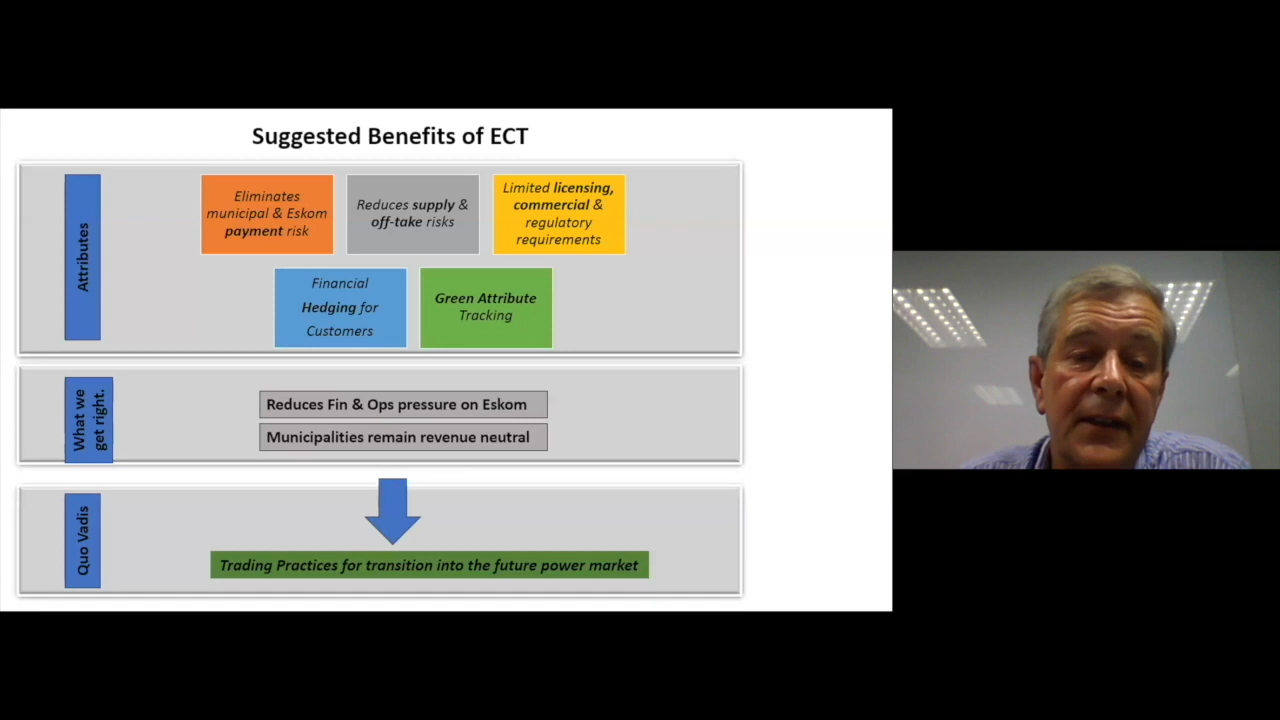 Suggested Benefits of ECT
Attributes
Eliminates
municipal & Eskom
payment risk
Reduces supply &
off-take risks
Limited licensing,
commercial &
regulatory
requirements
Financial
Hedging for
Customers
Green Attribute
Tracking
What we
get right.
Reduces Fin & Ops pressure on Eskom
Municipalities remain revenue neutral
Quo Vadis
Trading Practices for transition into the future power market